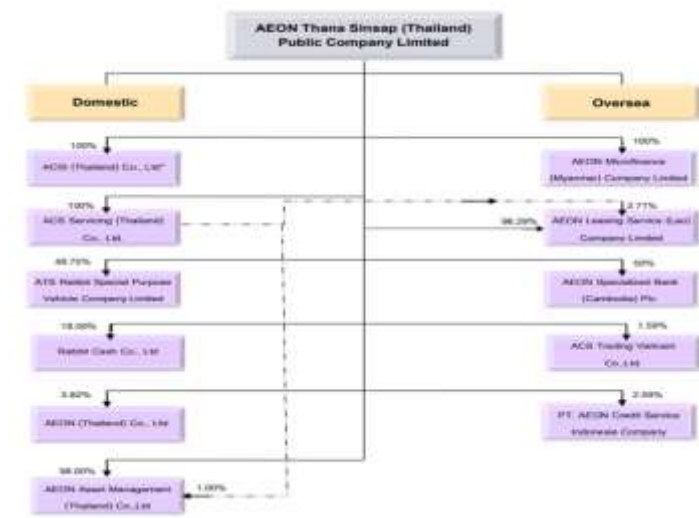 AEON Thana Sinsap (Thailand)
Public Company Limited
Domestic
Oversea
100%
100%
(Thailand) Co., Ltd*
AEON Microfinance
(Myanmar) Company Limited
100%
ACS Servicing (Thailand)
Co., Ltd.
AEON Leasing Service (Lao)
Company Limited
ATS Rabbit Special Purpose
Vehicle Company Limited
50%
AEON Specialized Bank
(Cambodia) Plc
18.00%
Rabbit Cash Co., Ltd
ACS Trading Vietnam
Co.,Ltd
AEON (Thailand) Co., Ltd
PT. AEON Credit Service
Indonesia Company
AEON Asset Management
(Thailand) Co.,Ltd
1.00%